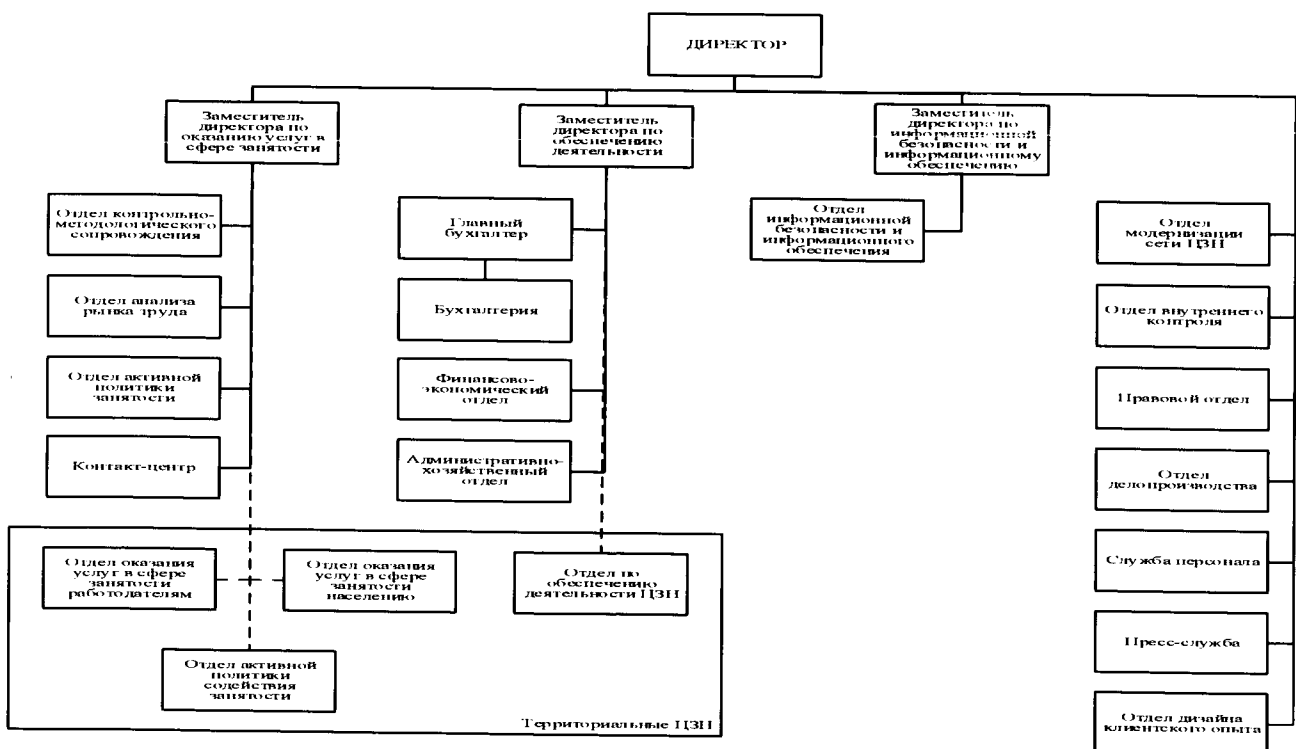 ДИРЕКТОР
Заместитель
директора по
оказанию услуг в
сфере занятости
Заместитель
директора по
обеспечению
деятельности
Заместитель
директора по
информационной
безопасности и
информационному
обеспечению
Отдел контрольно-
методологического
сопровождения
Отдел анализа
рынка труда
Отдел активной
политики
занятости
Контакт-центр
Главный
бухгалтер
Бухгалтерия
Финансово-
экономический
отдел
Административно-
хозяйственный
отдел
Отдел
информационной
безопасности и
информационного
обеспечения
Отдел
модернизации
сети ЦЗН
Отдел внутреннего
контроля
Правовой отдел
Отдел
делопроизводства
Служба персонала
Пресс-служба
Отдел дизайна
клиентского опыта
Отдел оказания
услуг в сфере
занятости
работодателям
Отдел оказания
услуг в сфере
занятости
населению
Отдел по
обеспечению
деятельности ЦЗН
Отдел активной
политики
содействия
занятости
Территориальные ЦЗН